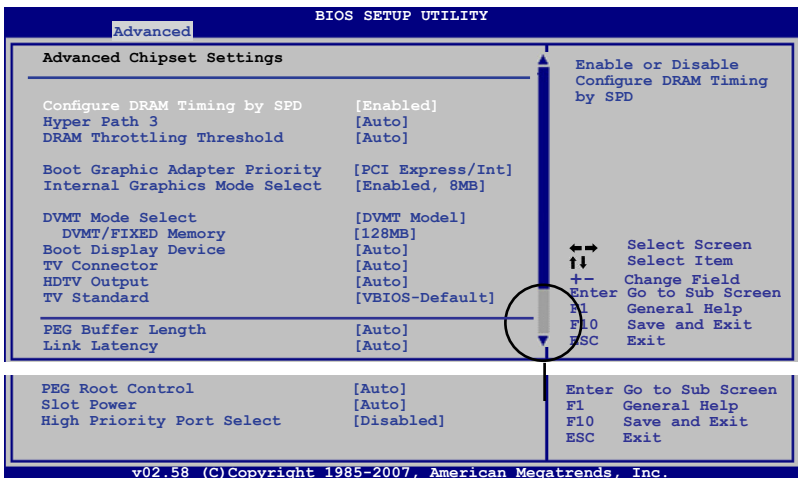 BIOS SETUP UTILITY
Advanced
Advanced Chipset Settings
Configure DRAM Timing by SPD [Enabled]
Hyper Path 3 [Auto]
DRAM Throttling Threshold [Auto]
Boot Graphic Adapter Priority [PCI Express/Int]
Internal Graphics Mode Select [Enabled, 8MB]
DVMT Mode Select [DVMT Model]
DVMT/FIXED Memory [128MB]
Boot Display Device [Auto]
TV Connector [Auto]
HDTV Output [Auto]
TV Standard [VBIOS-Default]
PEG Buffer Length [Auto]
Link Latency [Auto]
PEG Root Control [Auto]
Slot Power [Auto]
High Priority Port Select [Disabled]
Enable or Disable
Configure DRAM Timing
by SPD
Select Screen
Select Item
+- Change Field
Enter Go to Sub Screen
F1 General Help
F10 Save and Exit
ESC Exit
Enter Go to Sub Screen
F1 General Help
F10 Save and Exit
ESC Exit
v02.58 (C)Copyright 1985-2007, American Megatrends, Inc.